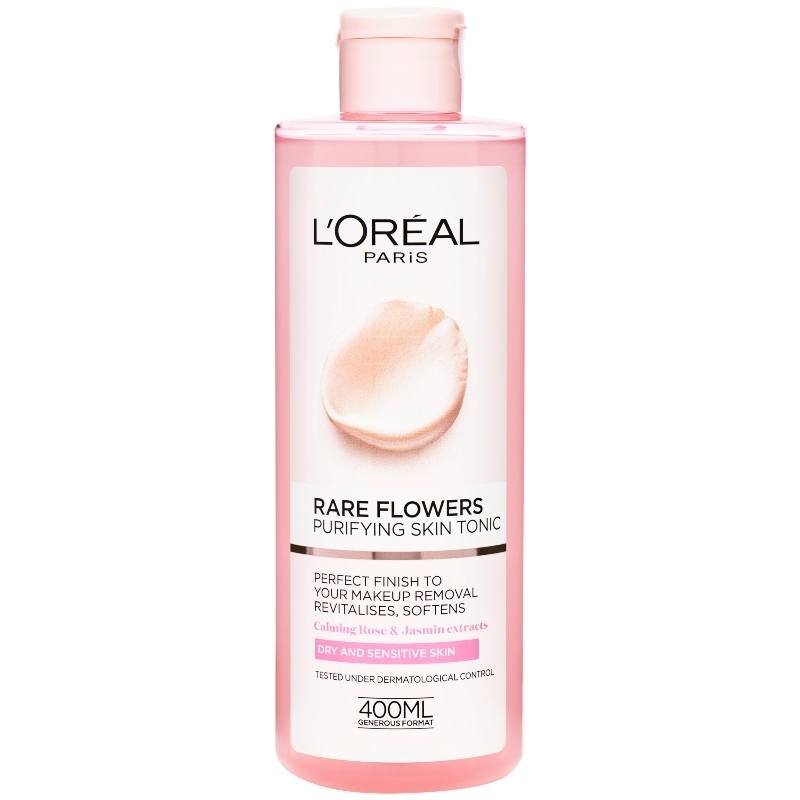 L'ORÉAL
PARiS
RARE FLOWERS
PURIFYING SKIN TONIC
PERFECT FINISH TO
YOUR MAKEUP REMOVAL
REVITALISES, SOFTENS
Calming Rose & Jasmin extracts
DRY AND SENSITIVE SKIN
TESTED UNDER DERMATOLOGICAL CONTROL
400ML
GENEROUS FORMAT